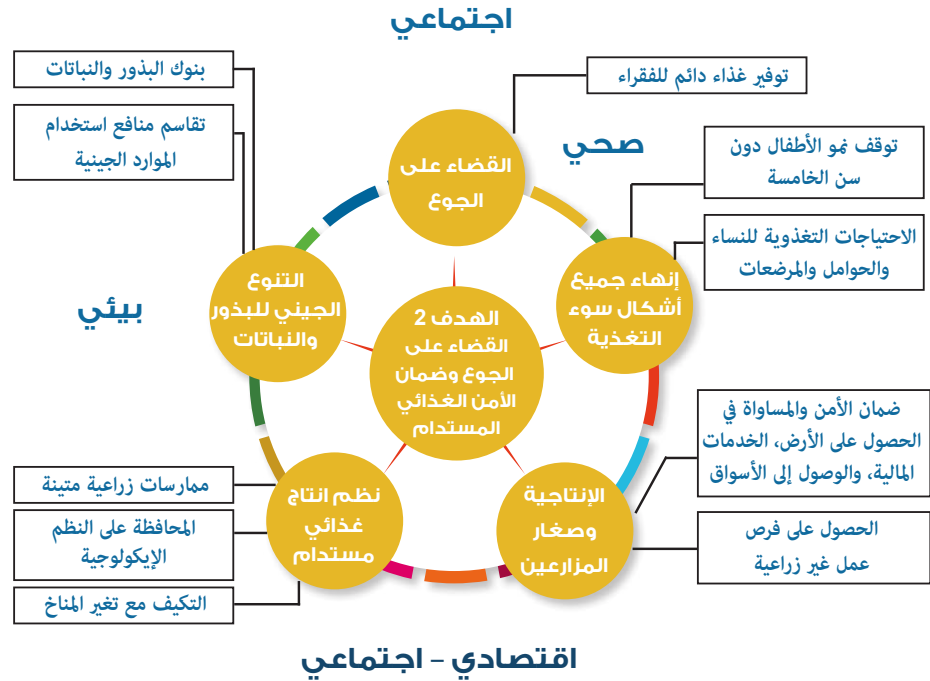 اجتماعي
توفير غذاء دائم للفقراء
بنوك البذور والنباتات
تقاسم منافع استخدام
الموارد الجينية
صحي
توقف نمو الأطفال دون
سن الخامسة
الاحتياجات التغذوية للنساء
والحوامل والمرضعات
القضاء على
الجوع
إنهاء جميع
أشكال سوء
التغذية
التنوع
الجيني للبذور
والنباتات
بيئي
الهدف 2
القضاء على
الجوع وضمان
الأمن الغذائي
المستدام
ضمان الأمن والمساواة في
الحصول على الأرض، الخدمات
المالية، والوصول إلى الأسواق
الحصول على فرص
عمل غير زراعية
الإنتاجية
وصغار
المزارعين
نظم انتاج
غذائي
مستدام
ممارسات زراعية متينة
المحافظة على النظم
الإيكولوجية
التكيف مع تغير المناخ
اقتصادي – اجتماعي